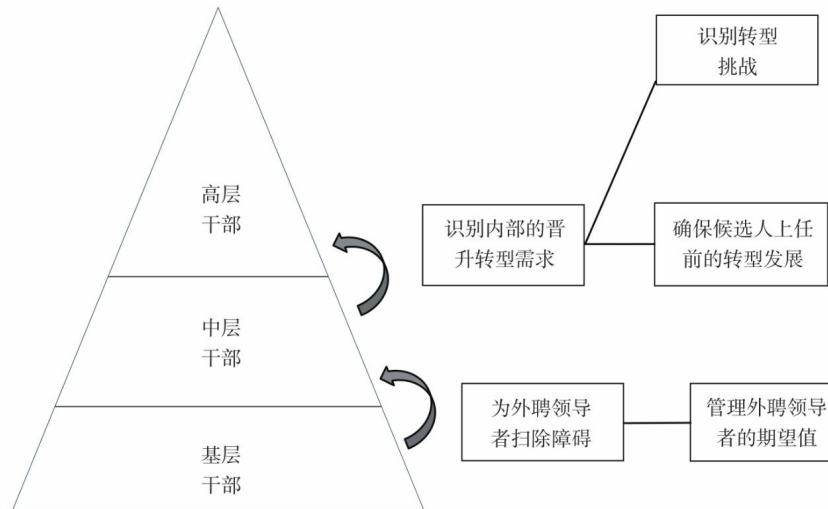 高层
干部
中层
干部
基层
干部
识别转型
挑战
识别内部的晋
升转型需求
确保候选人上任
前的转型发展
为外聘领导
者扫除障碍
管理外聘领导
者的期望值